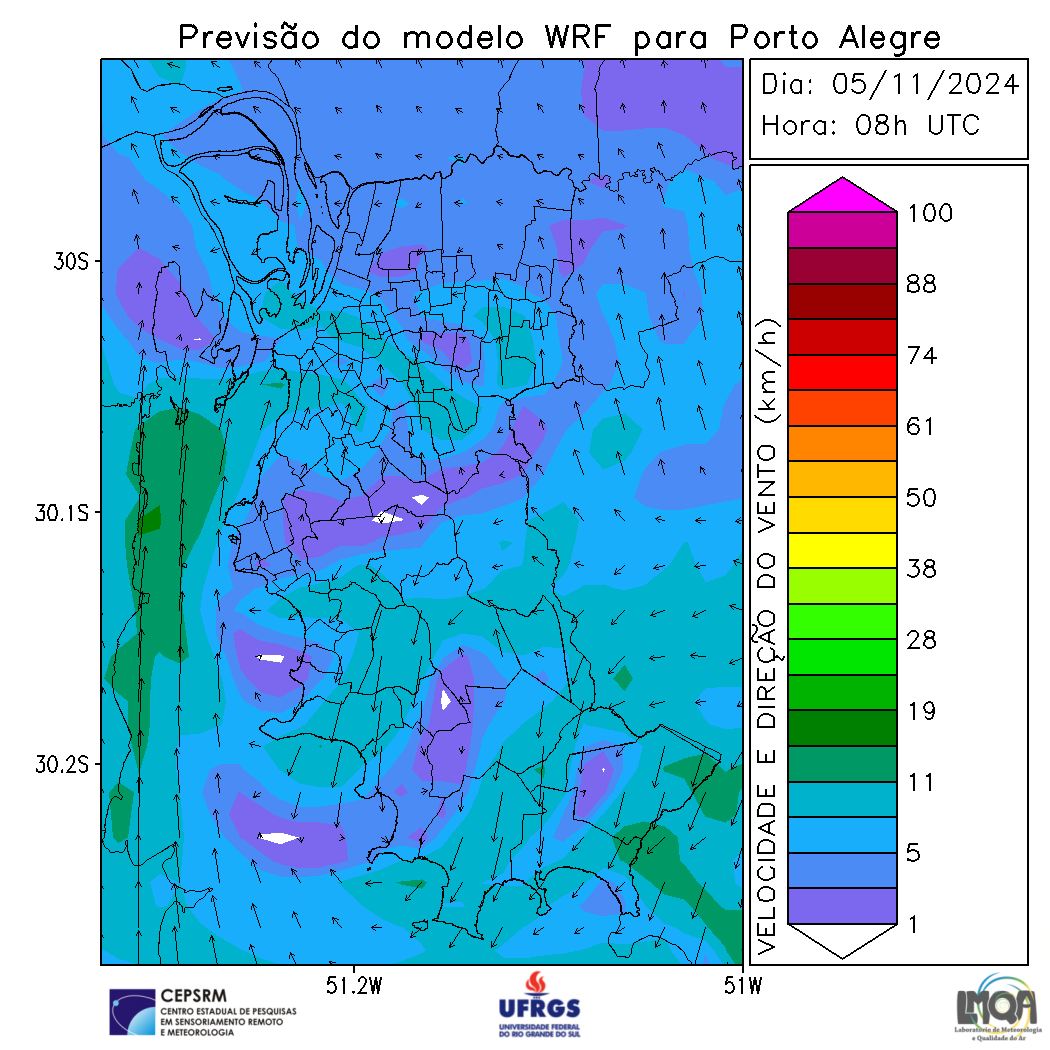 Previsão do modelo WRF para Porto Alegre
Dia: 05/11/2024
Hora: 08h UTC
30S
30.1S
30.2S
51.2W
51W
VELOCIDADE E DIREÇÃO DO VENTO (km/h)
100
88
74
61
50
38
28
19
11
5
1
CEPSRM
CENTRO ESTADUAL DE PESQUISAS
EM SENSORIAMENTO REMOTO
E METEOROLOGIA
UFRGS
UNIVERSIDADE FEDERAL
DO RIO GRANDE DO SUL
LMQA
Laboratório de Meteorologia
e Qualidade do Ar